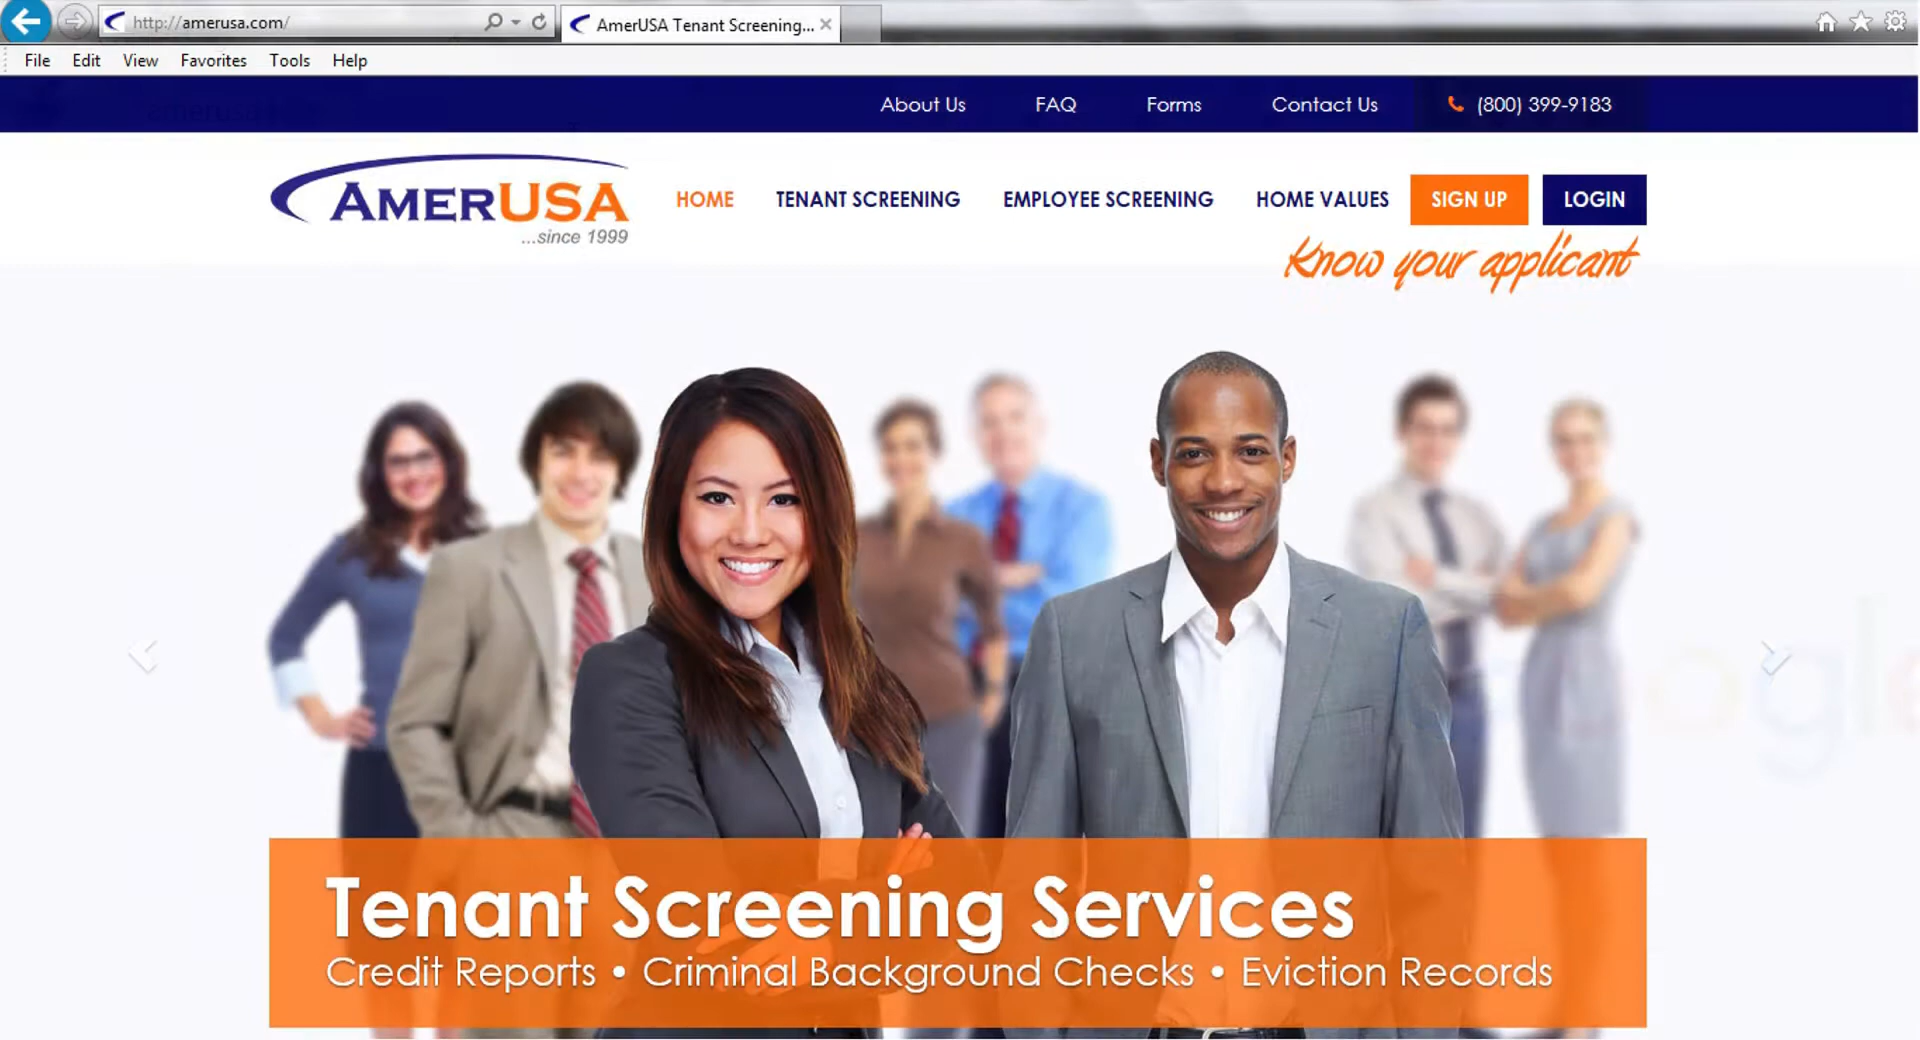 http://amerusa.com/
AmerUSA Tenant Screening...
File Edit View Favorites Tools Help
About Us FAQ Forms Contact Us (800) 399-9183
AMERUSA
...since 1999
HOME TENANT SCREENING EMPLOYEE SCREENING HOME VALUES SIGN UP LOGIN
Know your applicant
Tenant Screening Services
Credit Reports • Criminal Background Checks • Eviction Records